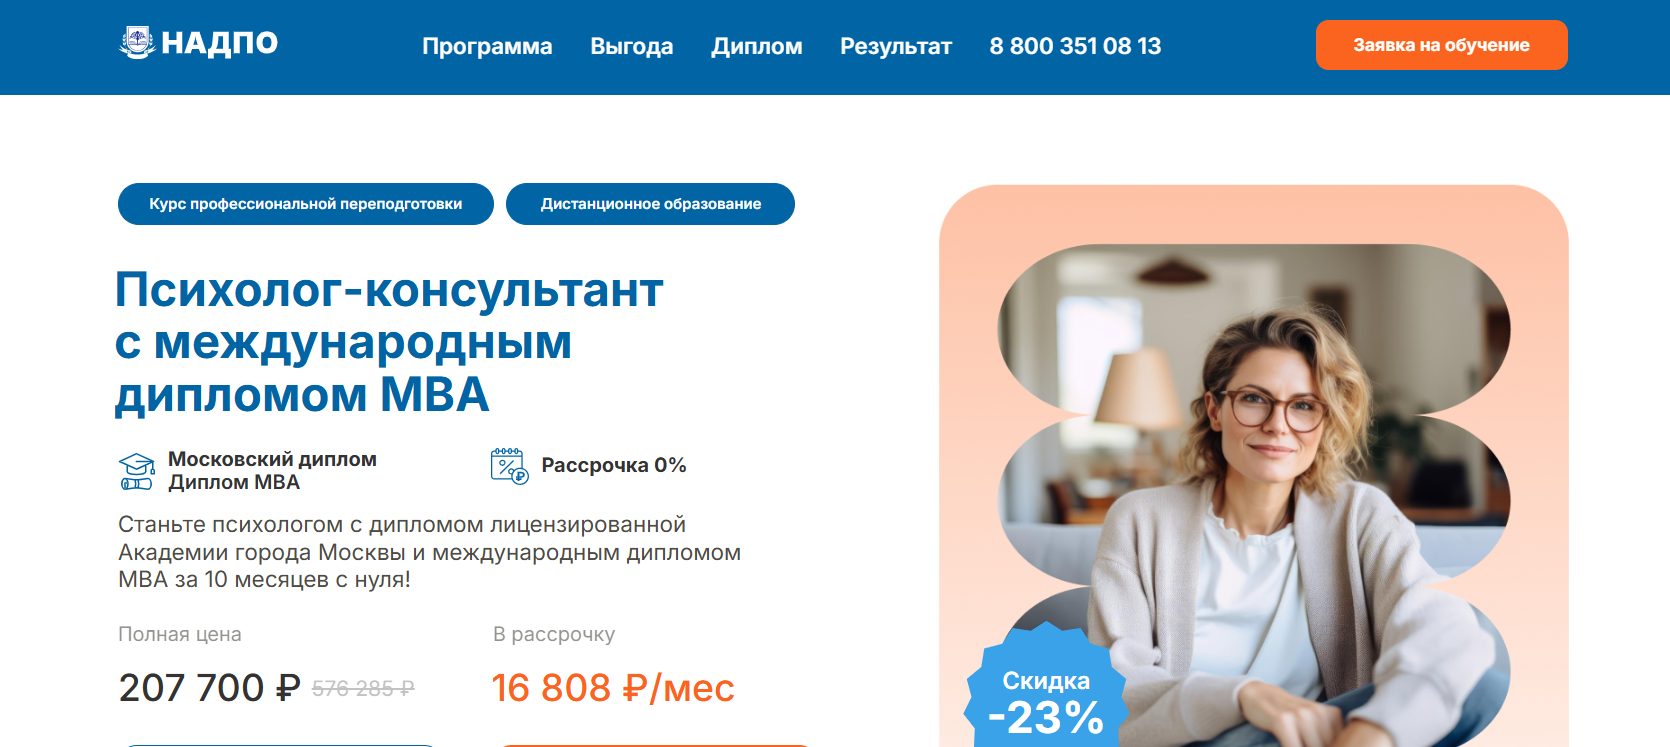 НАДПО
Программа
Выгода
Диплом
Результат
8 800 351 08 13
Заявка на обучение
Курс профессиональной переподготовки
Дистанционное образование
Психолог-консультант
с международным
дипломом MBA
Московский диплом
Диплом MBA
Рассрочка 0%
Станьте психологом с дипломом лицензированной
Академии города Москвы и международным дипломом
MBA за 10 месяцев с нуля!
Полная цена
207 700 ₽ 576 285 ₽
В рассрочку
16 808 ₽/мес
Скидка
-23%